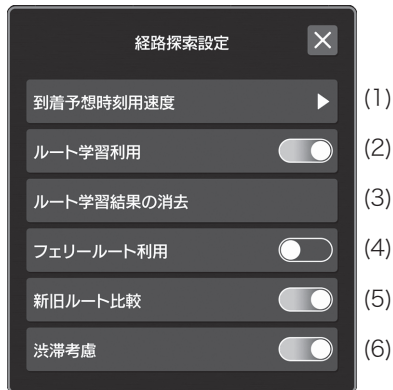 経路探索設定
到着予想時刻用速度 (1)
ルート学習利用 (2)
ルート学習結果の消去 (3)
フェリールート利用 (4)
新旧ルート比較 (5)
渋滞考慮 (6)